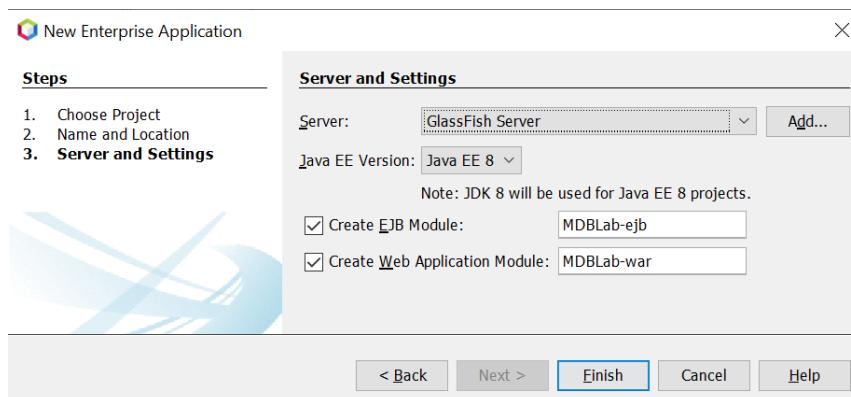 New Enterprise Application
Steps
1. Choose Project
2. Name and Location
3. Server and Settings
Server and Settings
Server: GlassFish Server Add...
Java EE Version: Java EE 8
Note: JDK 8 will be used for Java EE 8 projects.
Create EJB Module: MDBLab-ejb
Create Web Application Module: MDBLab-war
< Back Next > Finish Cancel Help